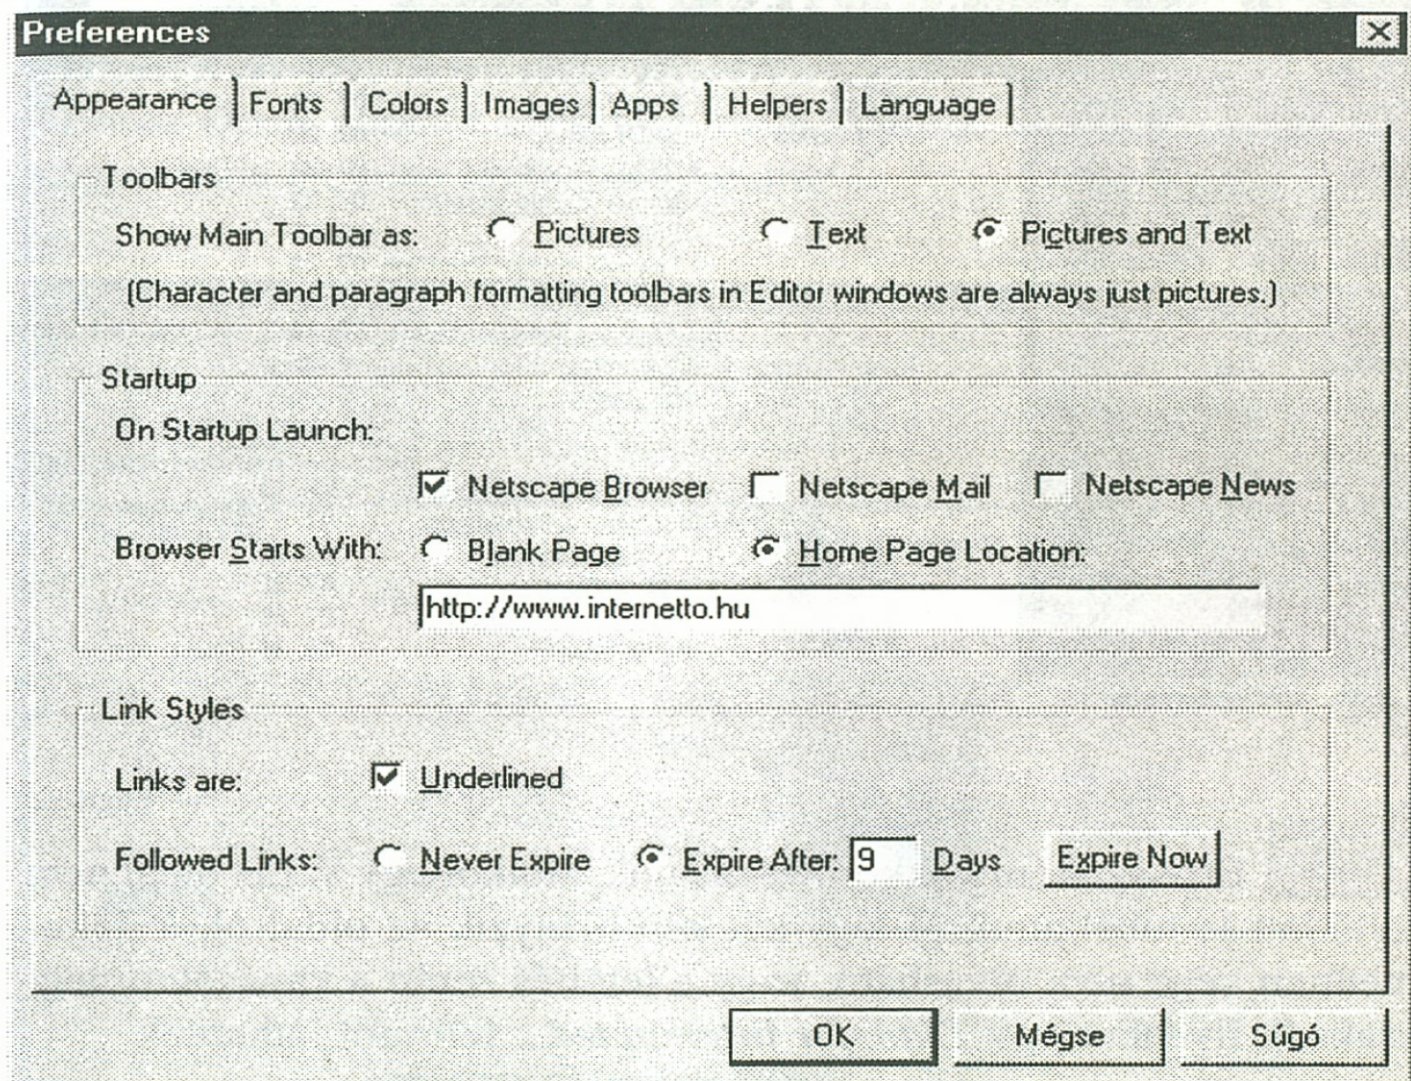 Preferences
Appearance Fonts Colors Images Apps Helpers Language
Toolbars
Show Main Toolbar as: Pictures Text Pictures and Text
(Character and paragraph formatting toolbars in Editor windows are always just pictures.)
Startup
On Startup Launch:
Netscape Browser Netscape Mail Netscape News
Browser Starts With: Blank Page Home Page Location:
http://www.internetto.hu
Link Styles
Links are: Underlined
Followed Links: Never Expire Expire After: 9 Days Expire Now
OK Mégse Súgó